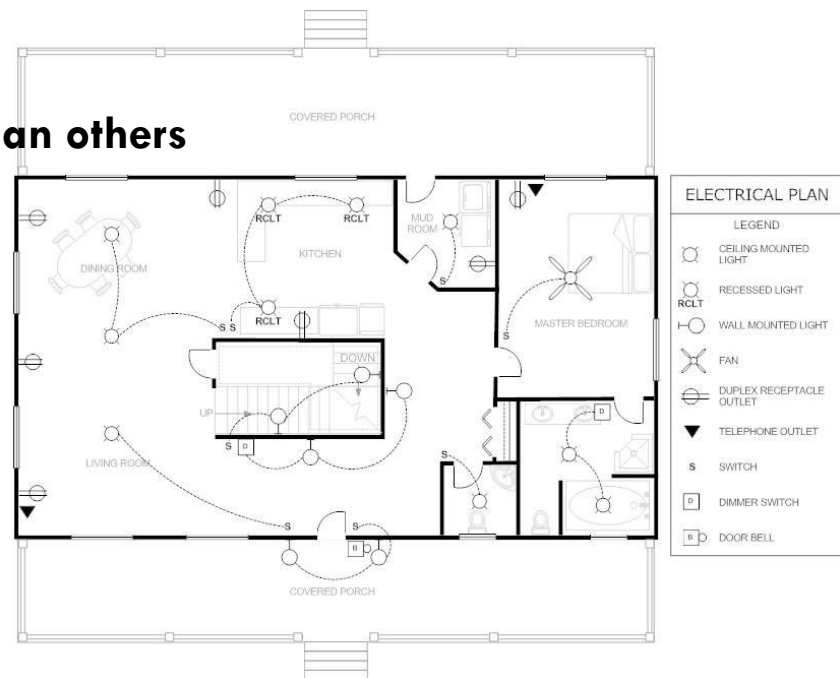 COVERED PORCH
an others
ELECTRICAL PLAN
LEGEND
CEILING MOUNTED
LIGHT
RECESSED LIGHT
RCLT
WALL MOUNTED LIGHT
FAN
DUPLEX RECEPTACLE
OUTLET
TELEPHONE OUTLET
S SWITCH
D DIMMER SWITCH
B DOOR BELL
RCLT RCLT
MUD
ROOM
KITCHEN
DINING ROOM
S
RCLT
S S
S
MASTER BEDROOM
DOWN
UP
D
S
D
LIVING ROOM
S
S S
B
COVERED PORCH